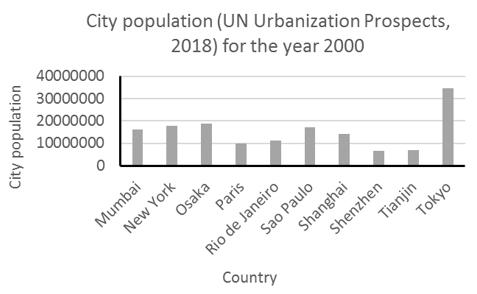 City population (UN Urbanization Prospects,
2018) for the year 2000
City population
40000000
30000000
20000000
10000000
0
Mumbai
New York
Osaka
Paris
Rio de Janeiro
Sao Paulo
Shanghai
Shenzhen
Tianjin
Tokyo
Country